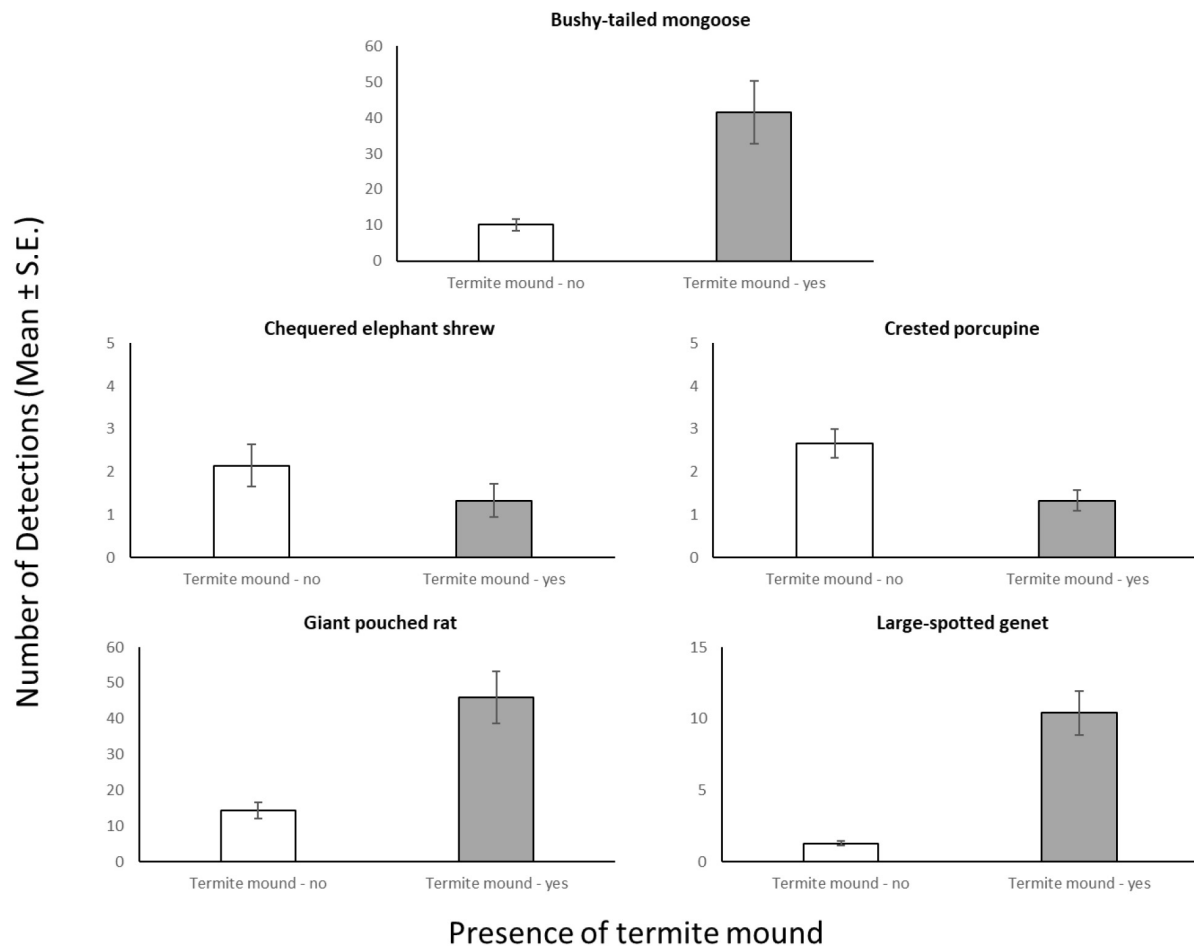 Number of Detections (Mean ± S.E.)
Bushy-tailed mongoose
60
50
40
30
20
10
0
Termite mound - no Termite mound - yes
Chequered elephant shrew
5
4
3
2
1
0
Termite mound - no Termite mound - yes
Crested porcupine
5
4
3
2
1
0
Termite mound - no Termite mound - yes
Giant pouched rat
60
50
40
30
20
10
0
Termite mound - no Termite mound - yes
Large-spotted genet
15
10
5
0
Termite mound - no Termite mound - yes
Presence of termite mound